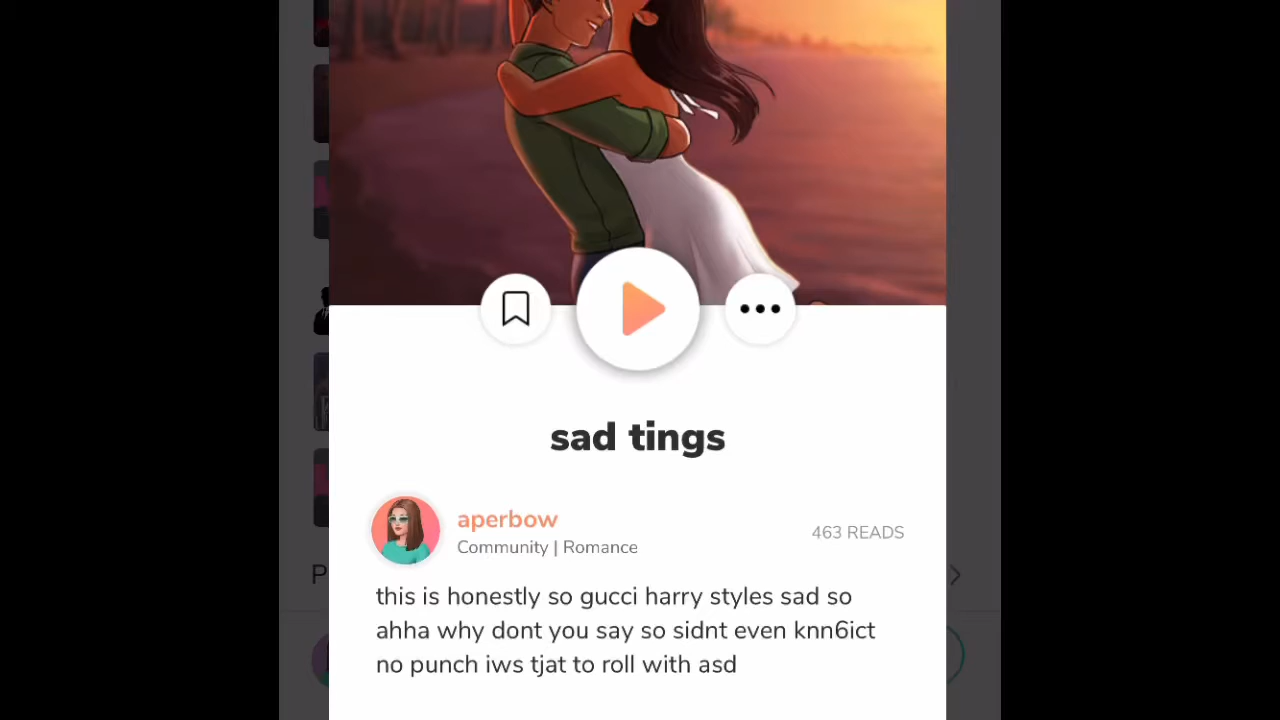 sad tings
aperbow
Community | Romance
463 READS
this is honestly so gucci harry styles sad so
ahha why dont you say so sidnt even knn6ict
no punch iws tjat to roll with asd
P